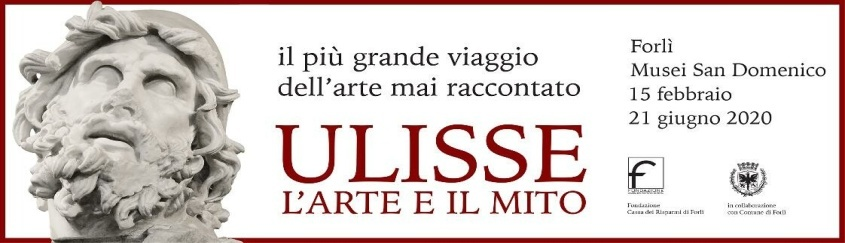 il più grande viaggio
dell'arte mai raccontato
ULISSE
L'ARTE E IL MITO
Forlì
Musei San Domenico
15 febbraio
21 giugno 2020
Fondazione
Cassa dei Risparmi di Forlì
in collaborazione
con Comune di Forlì